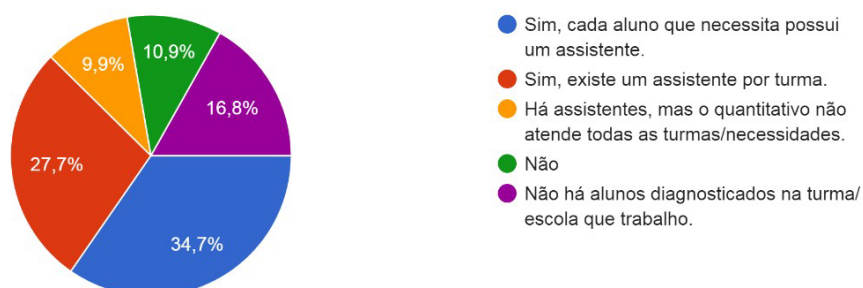 10,9%
9,9%
16,8%
27,7%
34,7%
Sim, cada aluno que necessita possui
um assistente.
Sim, existe um assistente por turma.
Há assistentes, mas o quantitativo não
atende todas as turmas/necessidades.
Não
Não há alunos diagnosticados na turma/
escola que trabalho.